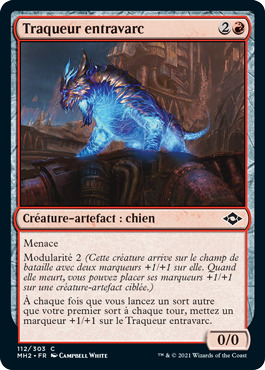 Traqueur entravarc 2
Créature-artefact : chien
Menace
Modularité 2 (Cette créature arrive sur le champ de
bataille avec deux marqueurs +1/+1 sur elle. Quand
elle meurt, vous pouvez placer ses marqueurs +1/+1
sur une créature-artefact ciblée.)
À chaque fois que vous lancez un sort autre
que votre premier sort à chaque tour, mettez un
marqueur +1/+1 sur le Traqueur entravarc.
0/0
112/303 C
MH2 • FR Campbell White
™ & © 2021 Wizards of the Coast